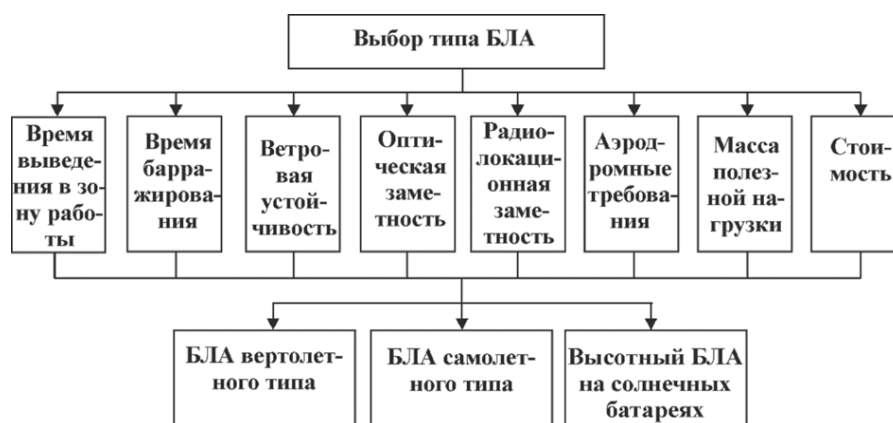 Выбор типа БЛА
Время
выведе-
ния в зо-
ну рабо-
ты
Время
барра-
жирова-
ния
Ветро-
вая
устой-
чивость
Опти-
ческая
замет-
ность
Радио-
локаци-
онная
замет-
ность
Аэрод-
ромные
требова-
ния
Масса
полез-
ной на-
грузки
Стои-
мость
БЛА вертолет-
ного типа
БЛА самолет-
ного типа
Высотный БЛА
на солнечных
батареях